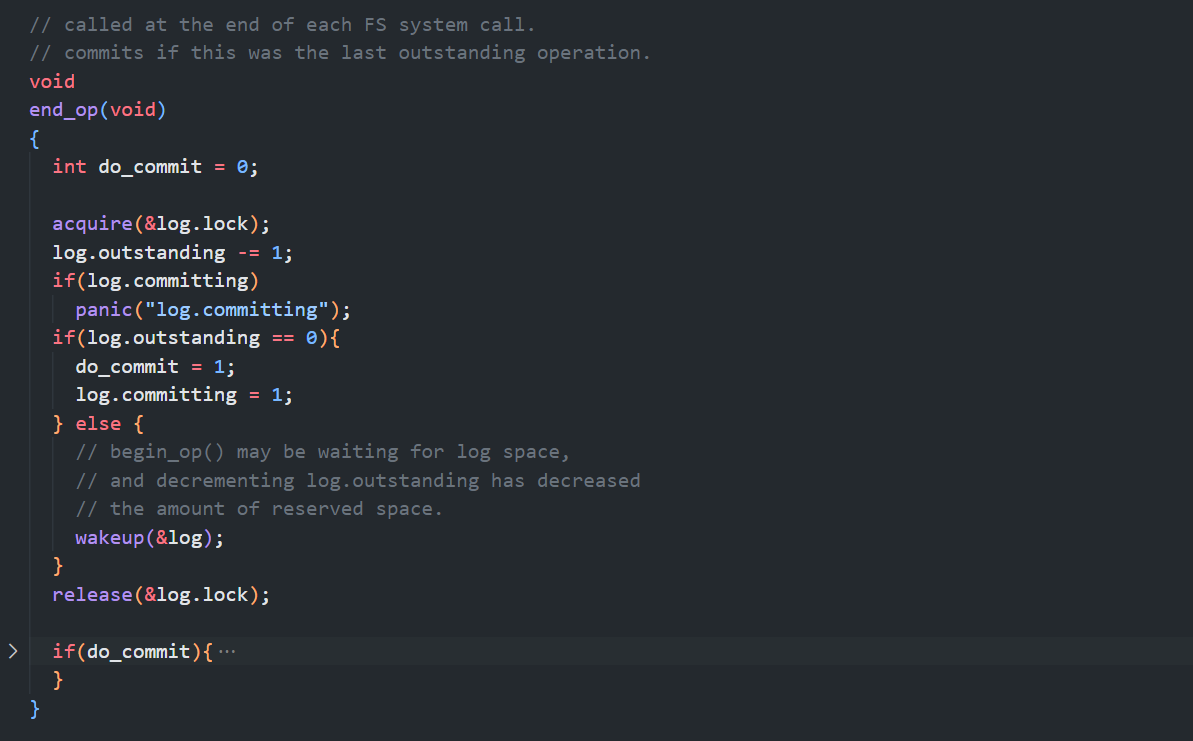 // called at the end of each FS system call.
// commits if this was the last outstanding operation.
void
end_op(void)
{
  int do_commit = 0;

  acquire(&log.lock);
  log.outstanding -= 1;
  if(log.committing)
    panic("log.committing");
  if(log.outstanding == 0){
    do_commit = 1;
    log.committing = 1;
  } else {
    // begin_op() may be waiting for log space,
    // and decrementing log.outstanding has decreased
    // the amount of reserved space.
    wakeup(&log);
  }
  release(&log.lock);

  if(do_commit){ ···
  }
}